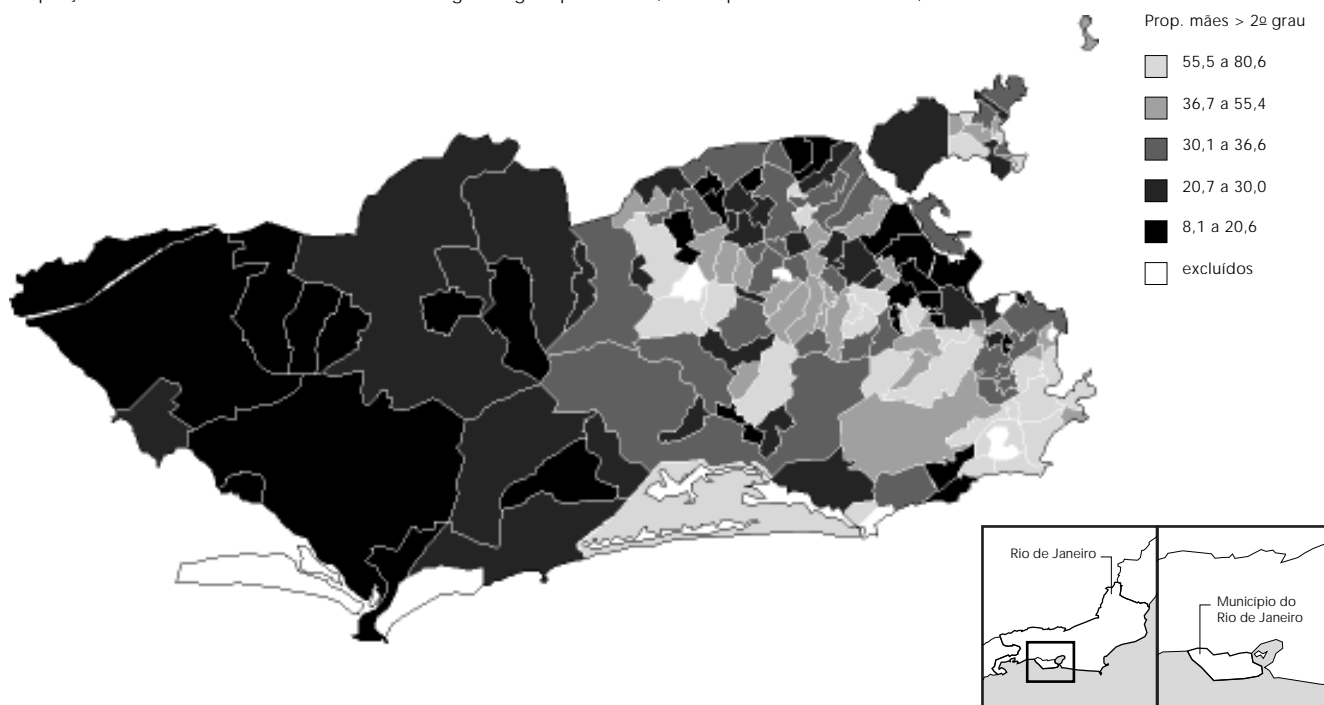 Prop. mães > 2º grau
55,5 a 80,6
36,7 a 55,4
30,1 a 36,6
20,7 a 30,0
8,1 a 20,6
excluídos
Rio de Janeiro
Município do
Rio de Janeiro